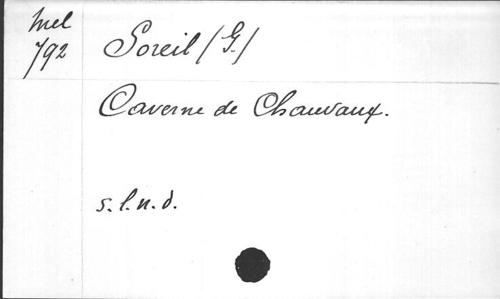 Mel
792
Soreil (G.)
Caverne de Chauvaux.
s.l.n.d.